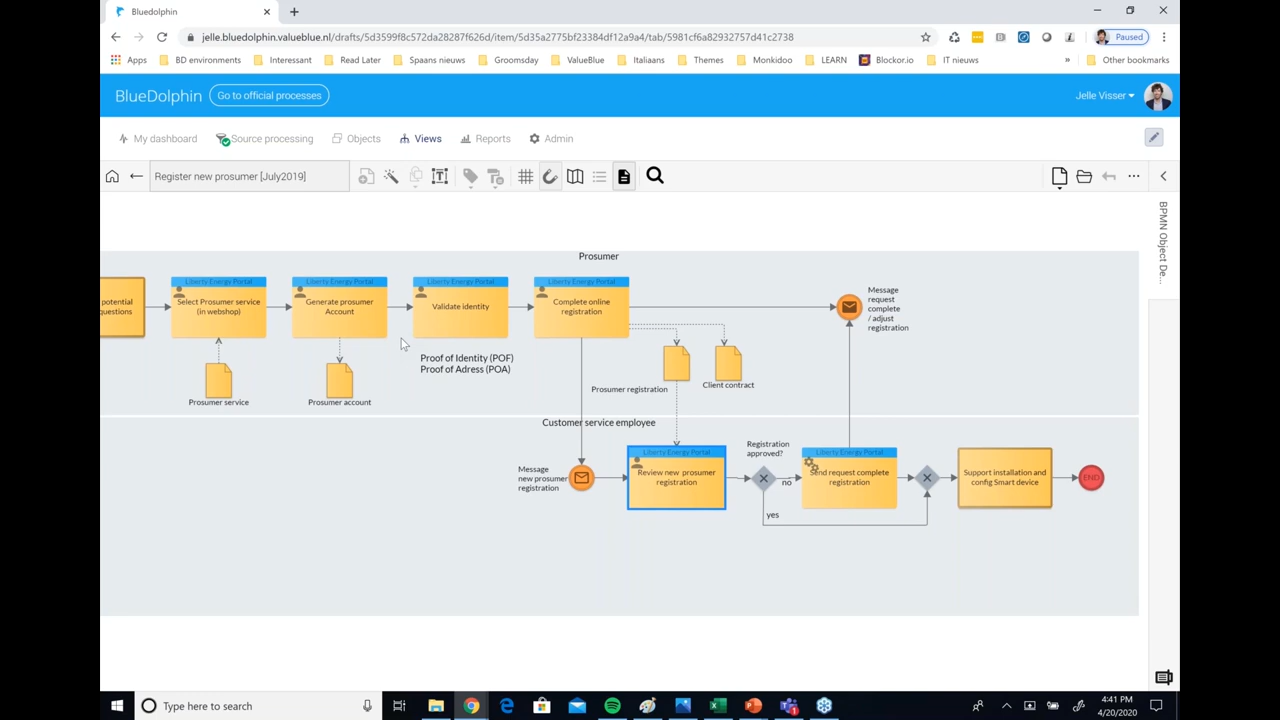 Bluedolphin
jelle.bluedolphin.valueblue.nl/drafts/5d3599f8c572da28287f626d/item/5d35a2775bf23384df12a9a4/tab/5981cf6a82932757d41c2738
Paused
Apps
BD environments
Interessant
Read Later
Spaans nieuws
Groomsday
ValueBlue
Italiaans
Themes
Monkidoo
LEARN
Blockor.io
IT nieuws
»
Other bookmarks
BlueDolphin
Go to official processes
Jelle Visser
My dashboard
Source processing
Objects
Views
Reports
Admin
Register new prosumer [July2019]
BPMN Object De...
Prosumer
potential
questions
Liberty Energy Portal
Select Prosumer service
(in webshop)
Liberty Energy Portal
Generate prosumer
Account
Liberty Energy Portal
Validate identity
Liberty Energy Portal
Complete online
registration
Message
request
complete
/ adjust
registration
Proof of Identity (POF)
Proof of Adress (POA)
Prosumer service
Prosumer account
Prosumer registration
Client contract
Customer service employee
Message
new prosumer
registration
Liberty Energy Portal
Review new prosumer
registration
Registration
approved?
no
yes
Liberty Energy Portal
Send request complete
registration
Support installation and
config Smart device
END
Type here to search
4:41 PM
4/20/2020